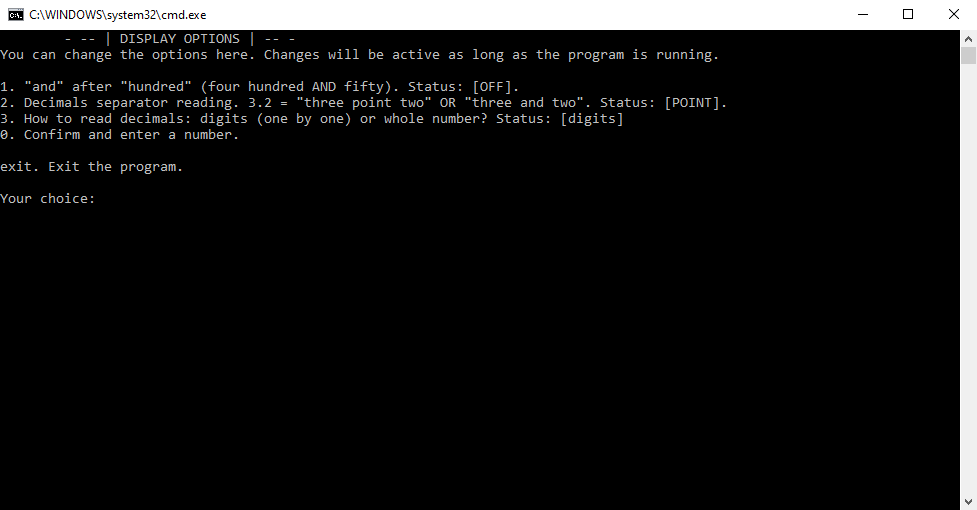 C:\WINDOWS\system32\cmd.exe
- -- | DISPLAY OPTIONS | -- -
You can change the options here. Changes will be active as long as the program is running.
1. "and" after "hundred" (four hundred AND fifty). Status: [OFF].
2. Decimals separator reading. 3.2 = "three point two" OR "three and two". Status: [POINT].
3. How to read decimals: digits (one by one) or whole number? Status: [digits]
0. Confirm and enter a number.
exit. Exit the program.
Your choice: